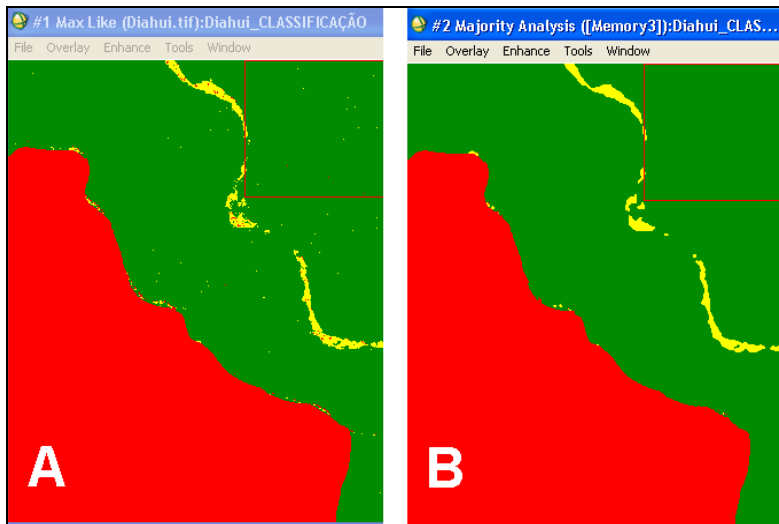 #1 Max Like (Diahui.tif):Diahui_CLASSIFICAÇÃO
File Overlay Enhance Tools Window
A
#2 Majority Analysis ([Memory3]):Diahui_CLAS...
File Overlay Enhance Tools Window
B